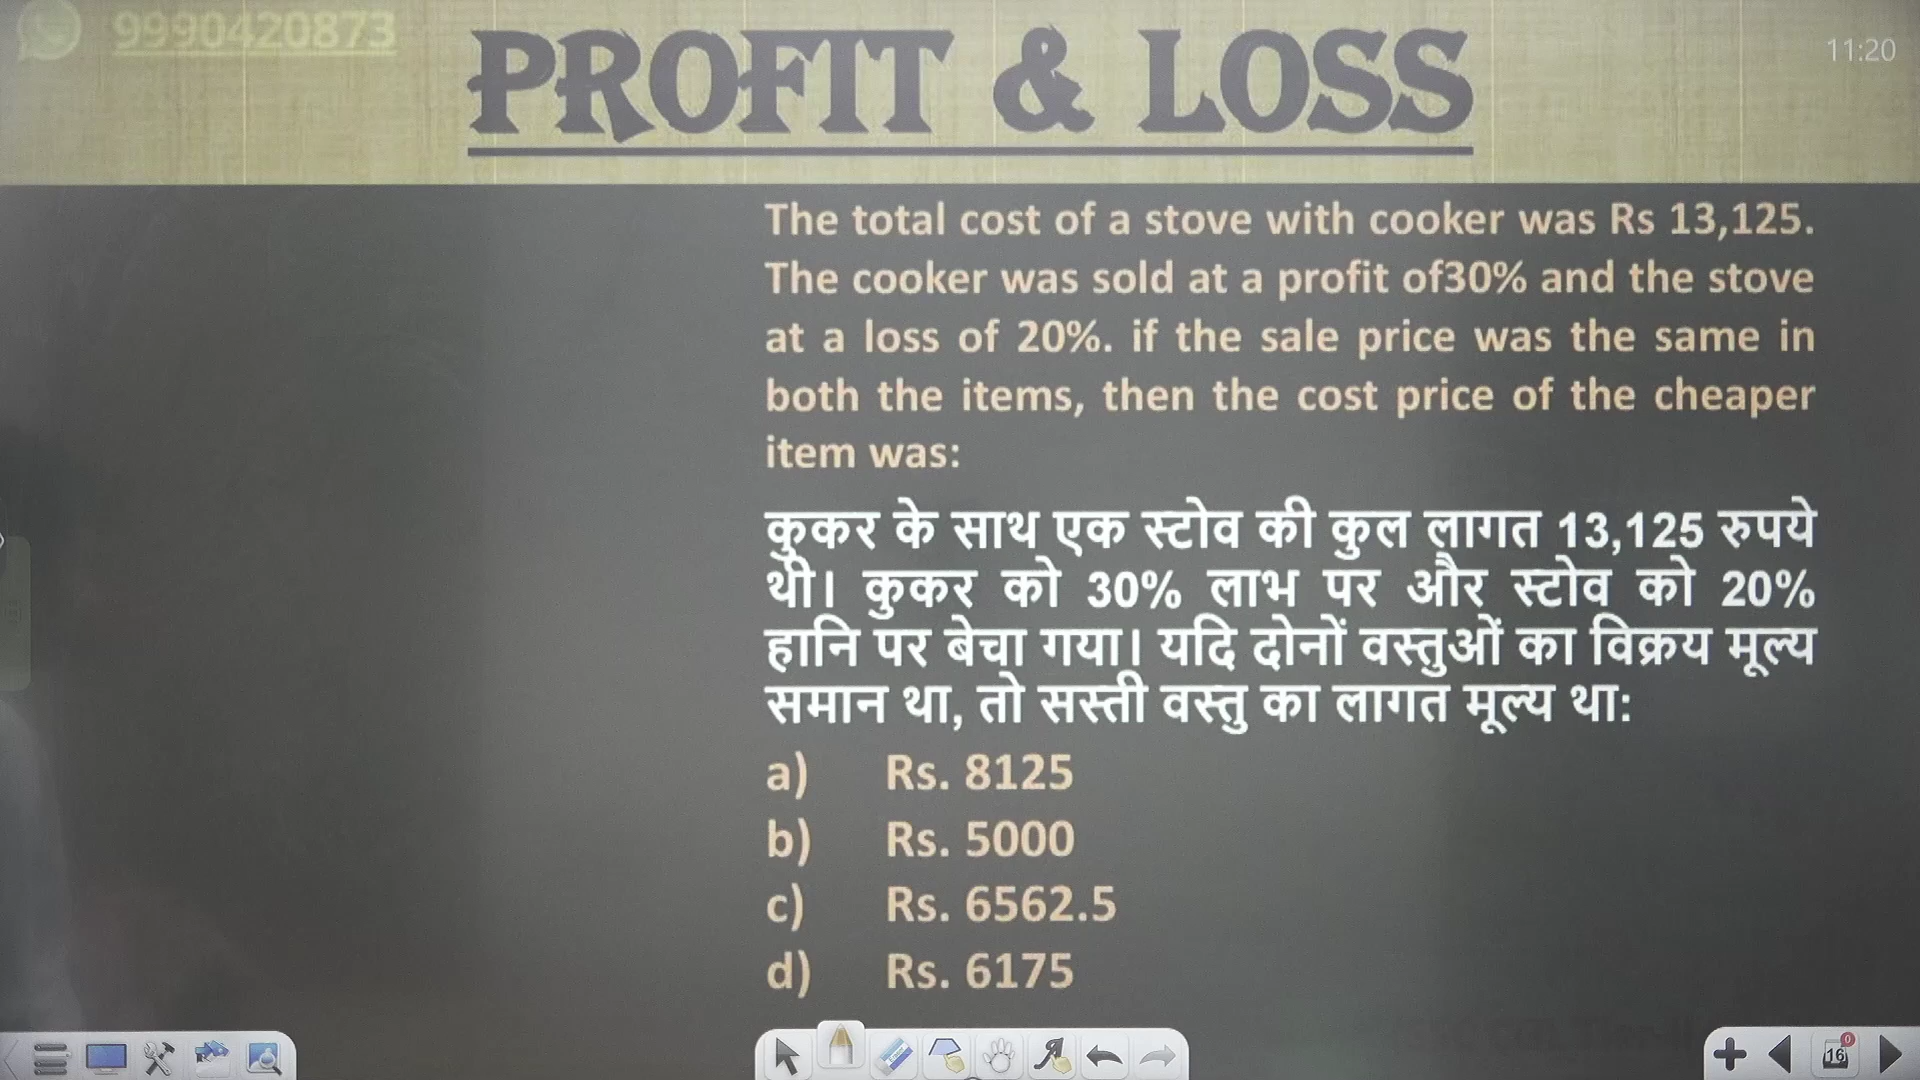 9990420873
PROFIT & LOSS
11:20
The total cost of a stove with cooker was Rs 13,125.
The cooker was sold at a profit of30% and the stove
at a loss of 20%. if the sale price was the same in
both the items, then the cost price of the cheaper
item was:
कुकर के साथ एक स्टोव की कुल लागत 13,125 रुपये
थी। कुकर को 30% लाभ पर और स्टोव को 20%
हानि पर बेचा गया। यदि दोनों वस्तुओं का विक्रय मूल्य
समान था, तो सस्ती वस्तु का लागत मूल्य था:
a) Rs. 8125
b) Rs. 5000
c) Rs. 6562.5
d) Rs. 6175
16
0